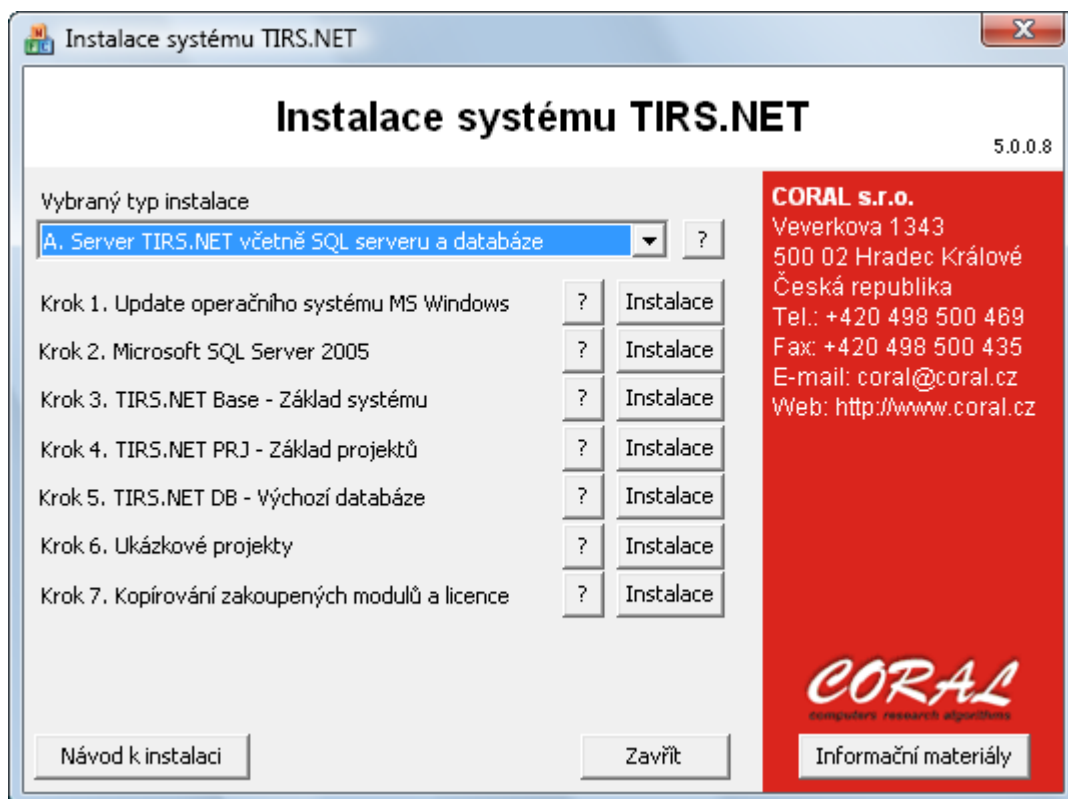 Instalace systému TIRS.NET
Instalace systému TIRS.NET
5.0.0.8
Vybraný typ instalace
A. Server TIRS.NET včetně SQL serveru a databáze
?
Krok 1. Update operačního systému MS Windows
?
Instalace
Krok 2. Microsoft SQL Server 2005
?
Instalace
Krok 3. TIRS.NET Base - Základ systému
?
Instalace
Krok 4. TIRS.NET PRJ - Základ projektů
?
Instalace
Krok 5. TIRS.NET DB - Výchozí databáze
?
Instalace
Krok 6. Ukázkové projekty
?
Instalace
Krok 7. Kopírování zakoupených modulů a licence
?
Instalace
Návod k instalaci
Zavřít
CORAL s.r.o.
Veverkova 1343
500 02 Hradec Králové
Česká republika
Tel.: +420 498 500 469
Fax: +420 498 500 435
E-mail: coral@coral.cz
Web: http://www.coral.cz
CORAL
computers research algorithms
Informační materiály